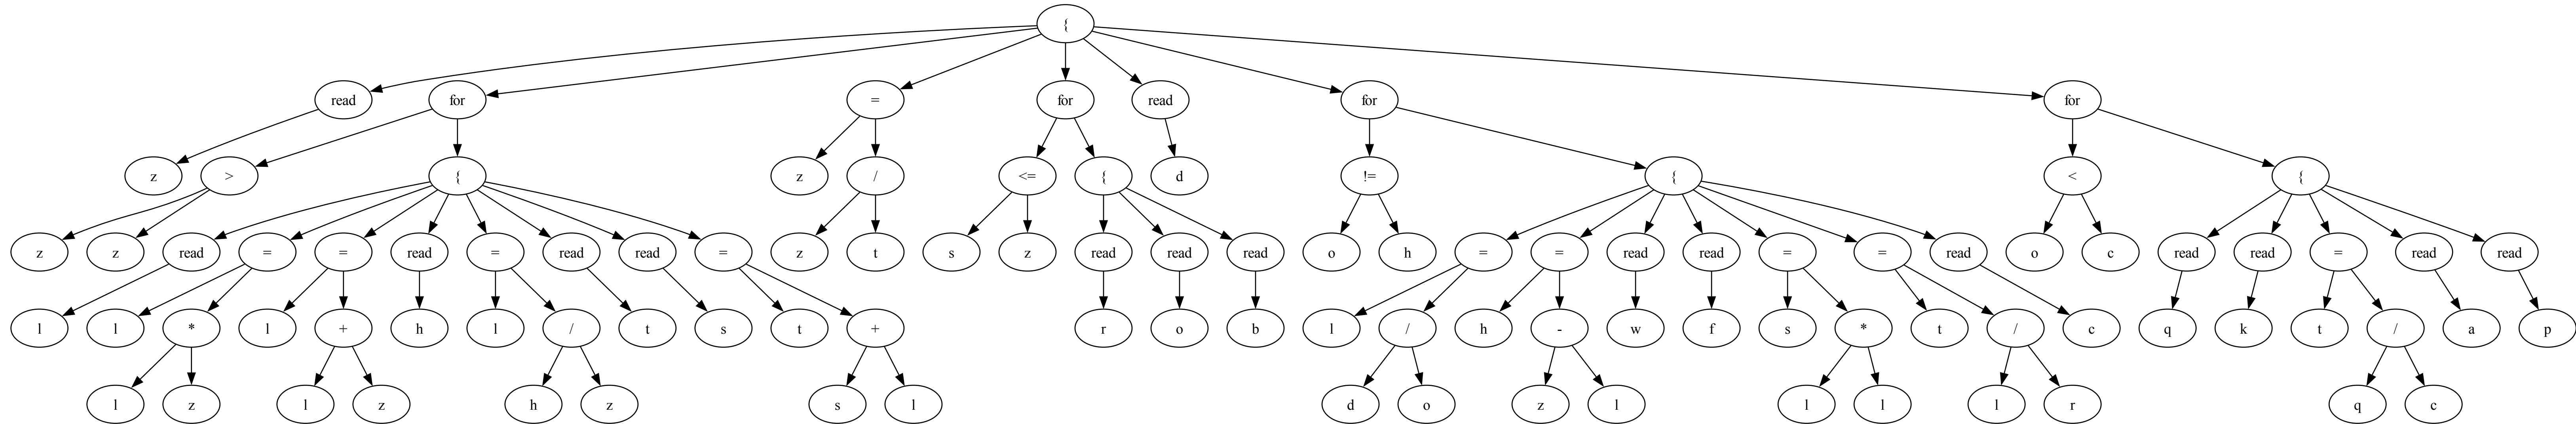 {
read for = for read for for
z > { z / <= { d != { < {
z z read = = read = read read = z t s z read read read o h = = read read = = read o c read read = read read
l l * l + h l / t s t + r o b l / h - w f s * t / c q k t / a p
l z l z h z s l d o z l l l l r q c